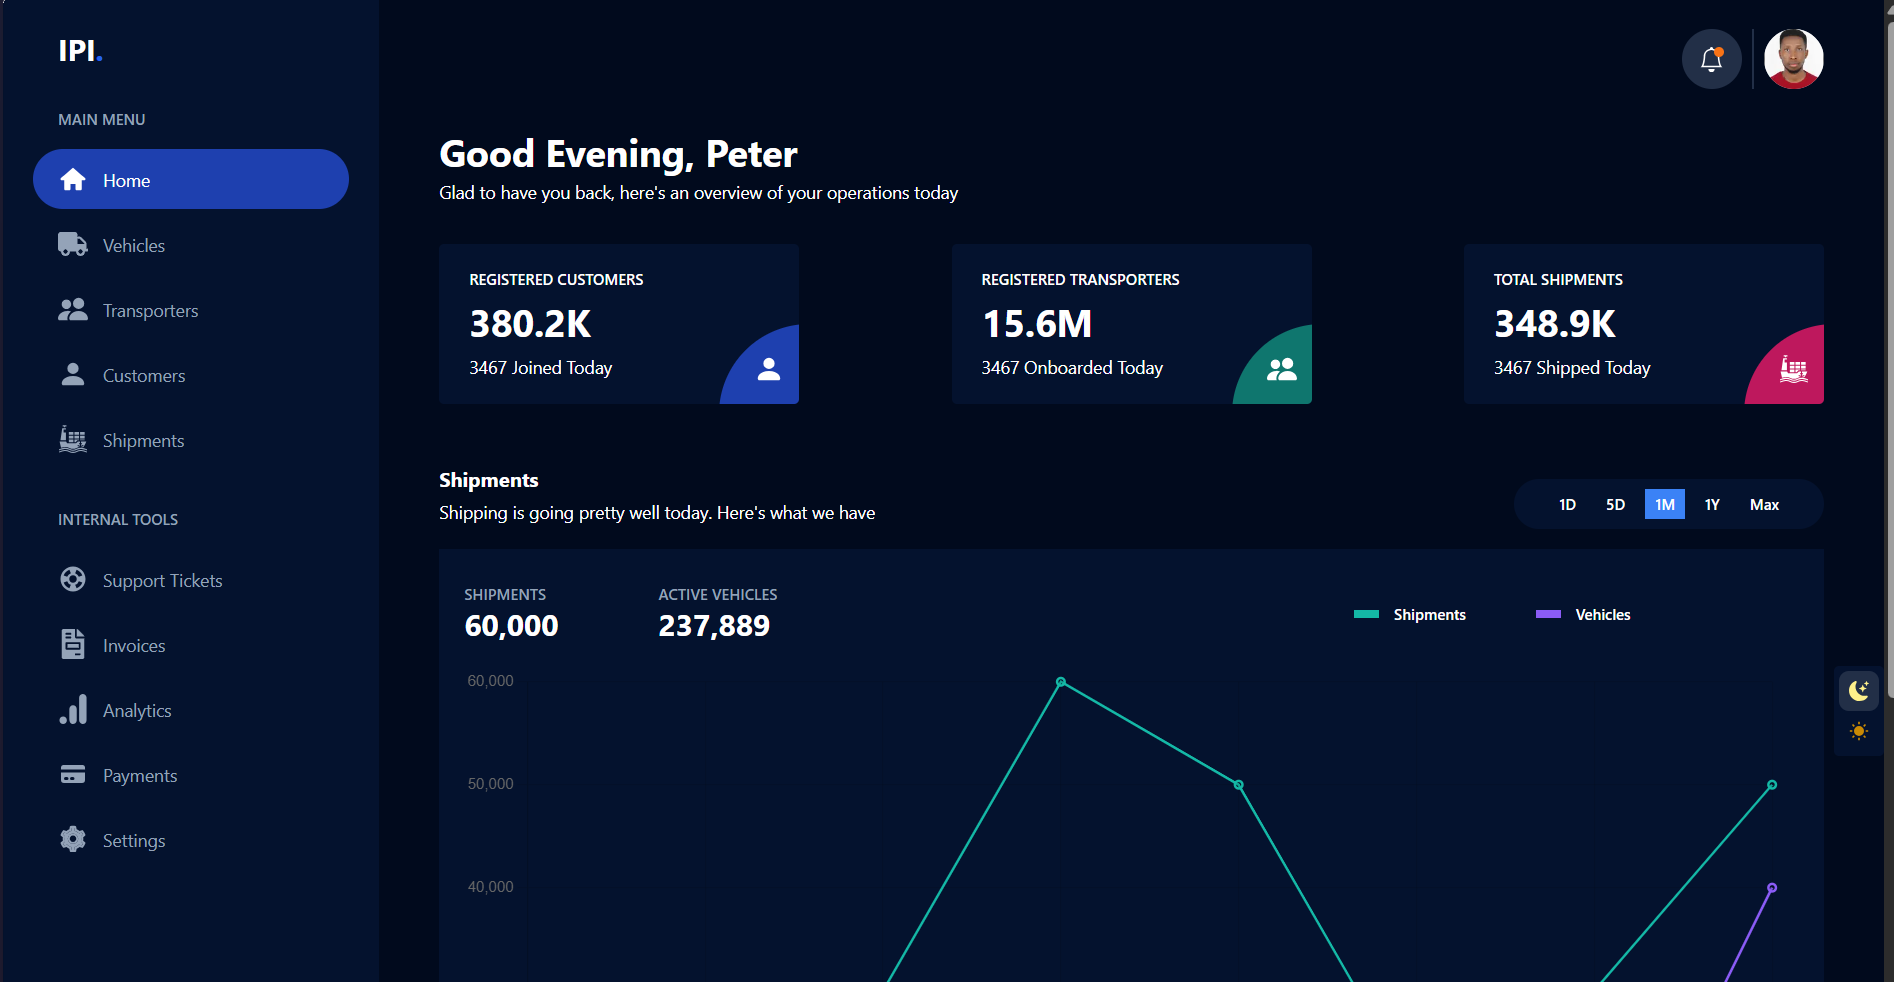 IPI.
MAIN MENU
Home
Vehicles
Transporters
Customers
Shipments
INTERNAL TOOLS
Support Tickets
Invoices
Analytics
Payments
Settings
Good Evening, Peter
Glad to have you back, here's an overview of your operations today
REGISTERED CUSTOMERS
380.2K
3467 Joined Today
REGISTERED TRANSPORTERS
15.6M
3467 Onboarded Today
TOTAL SHIPMENTS
348.9K
3467 Shipped Today
Shipments
Shipping is going pretty well today. Here's what we have
1D 5D 1M 1Y Max
SHIPMENTS
60,000
ACTIVE VEHICLES
237,889
Shipments
Vehicles
60,000
50,000
40,000